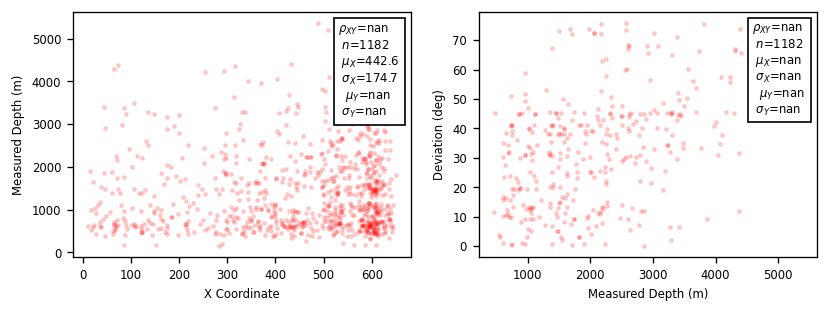 5000
4000
3000
2000
1000
0
Measured Depth (m)
0 100 200 300 400 500 600
X Coordinate
ρXY=nan
n=1182
μX=442.6
σX=174.7
μY=nan
σY=nan
70
60
50
40
30
20
10
0
Deviation (deg)
1000 2000 3000 4000 5000
Measured Depth (m)
ρXY=nan
n=1182
μX=nan
σX=nan
μY=nan
σY=nan